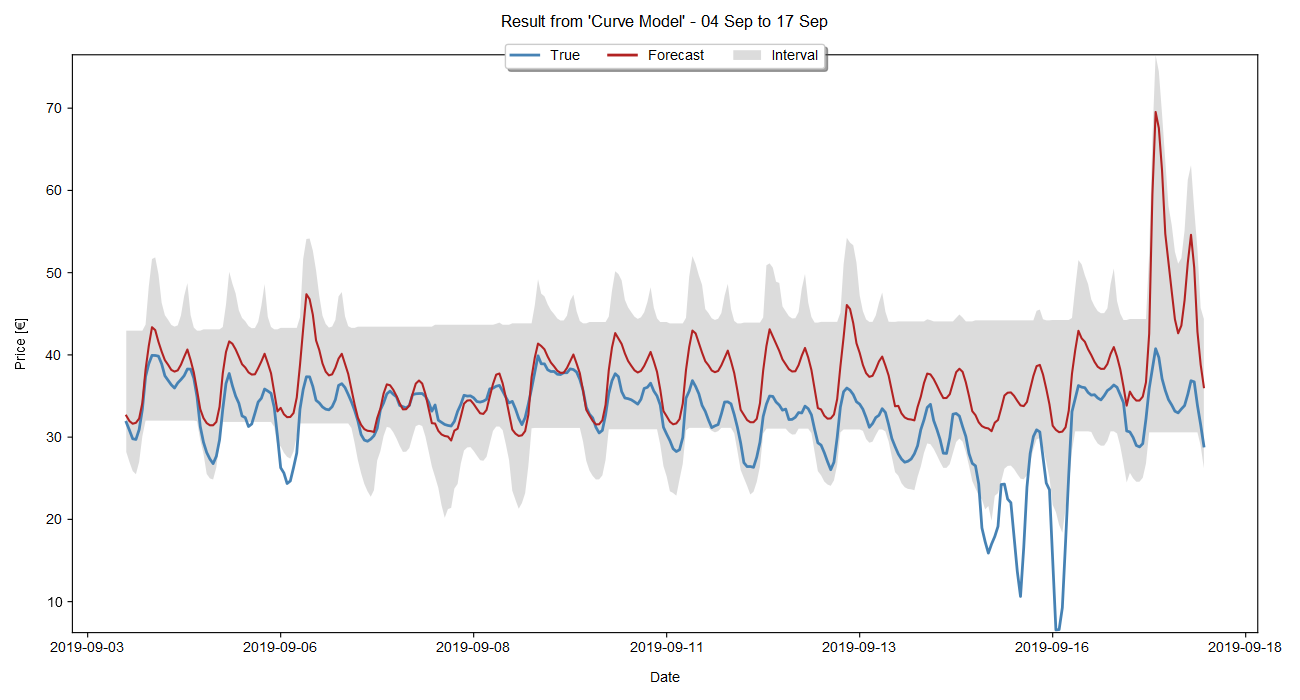 Result from 'Curve Model' - 04 Sep to 17 Sep
True Forecast Interval
Price [€]
70
60
50
40
30
20
10
2019-09-03 2019-09-06 2019-09-08 2019-09-11 2019-09-13 2019-09-16 2019-09-18
Date